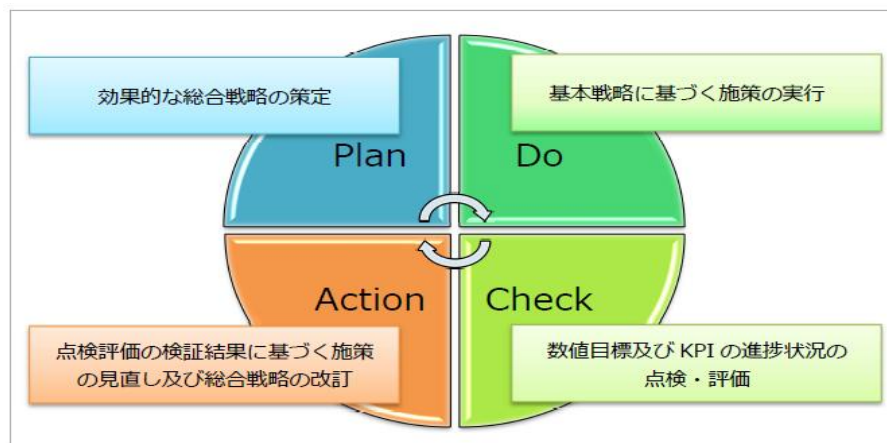 効果的な総合戦略の策定
基本戦略に基づく施策の実行
Plan
Do
Action
Check
点検評価の検証結果に基づく施策
の見直し及び総合戦略の改訂
数値目標及び KPI の進捗状況の
点検・評価